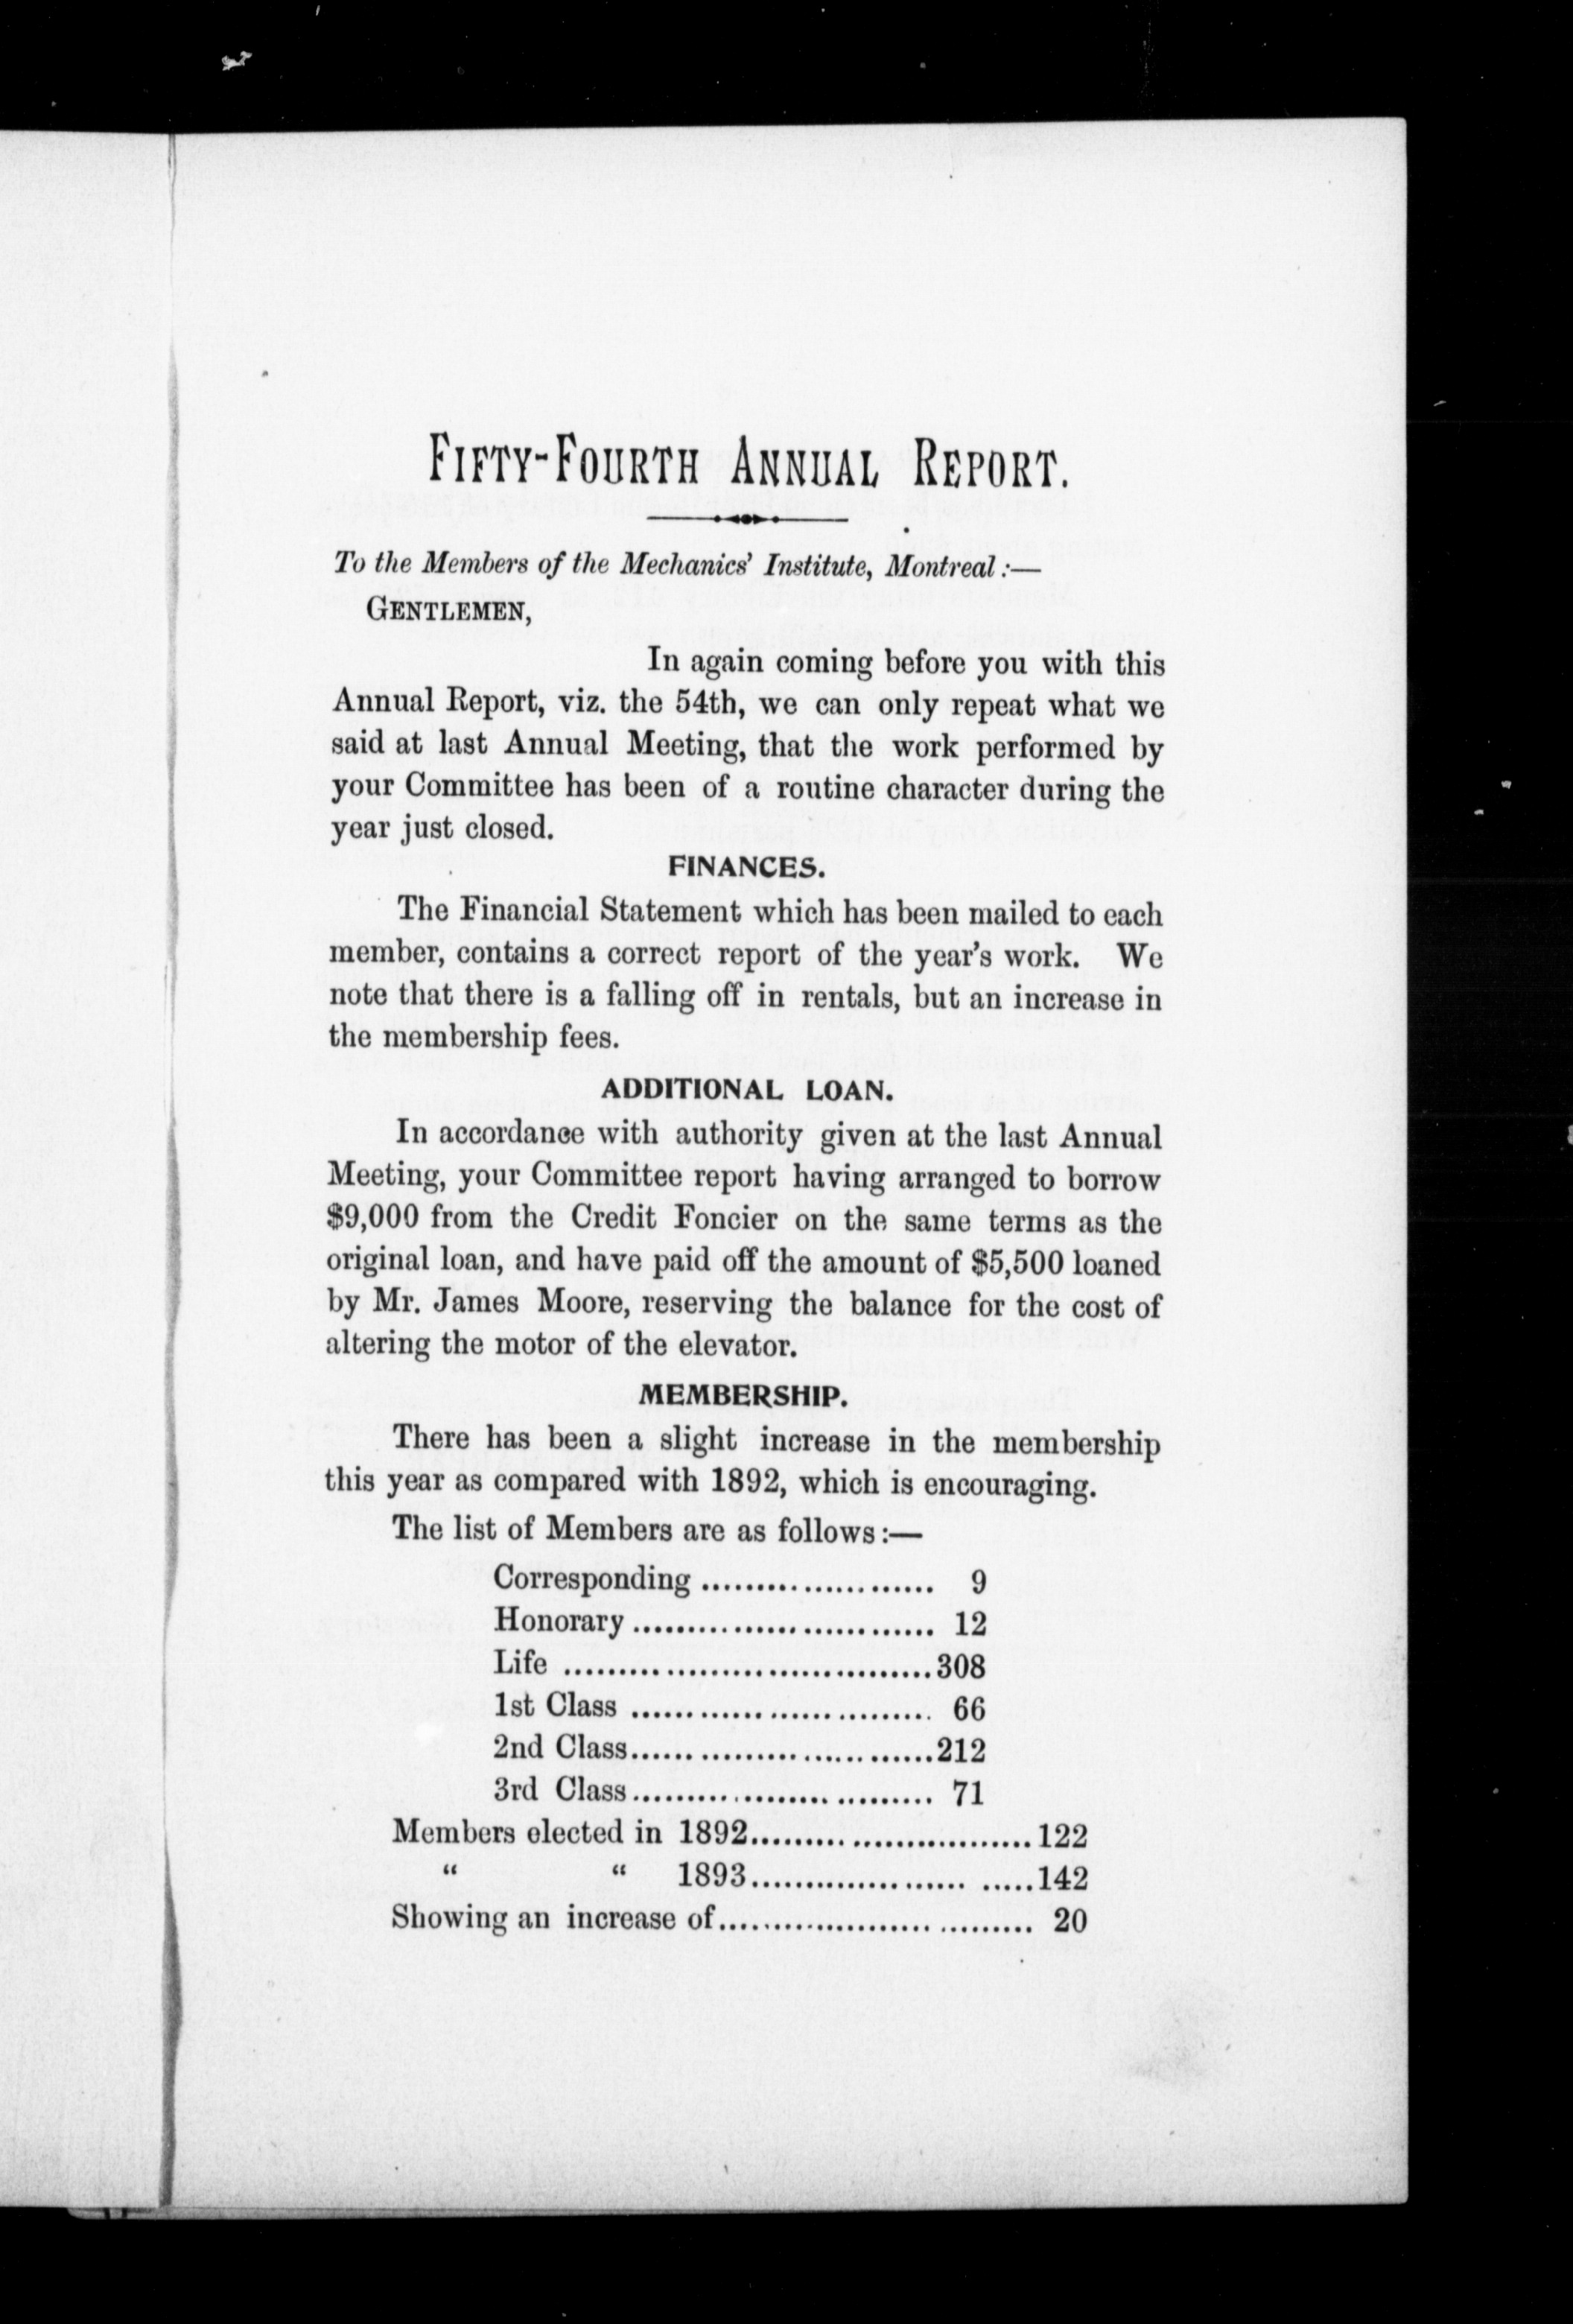 FIFTY-FOURTH ANNUAL REPORT.
To the Members of the Mechanics' Institute, Montreal :—
GENTLEMEN,
In again coming before you with this
Annual Report, viz. the 54th, we can only repeat what we
said at last Annual Meeting, that the work performed by
your Committee has been of a routine character during the
year just closed.
FINANCES.
The Financial Statement which has been mailed to each
member, contains a correct report of the year's work. We
note that there is a falling off in rentals, but an increase in
the membership fees.
ADDITIONAL LOAN.
In accordance with authority given at the last Annual
Meeting, your Committee report having arranged to borrow
$9,000 from the Credit Foncier on the same terms as the
original loan, and have paid off the amount of $5,500 loaned
by Mr. James Moore, reserving the balance for the cost of
altering the motor of the elevator.
MEMBERSHIP.
There has been a slight increase in the membership
this year as compared with 1892, which is encouraging.
The list of Members are as follows :—
Corresponding ...................... 9
Honorary ............................ 12
Life ..................................308
1st Class ............................ 66
2nd Class............................212
3rd Class............................ 71
Members elected in 1892..........................122
" " 1893..........................142
Showing an increase of............................. 20